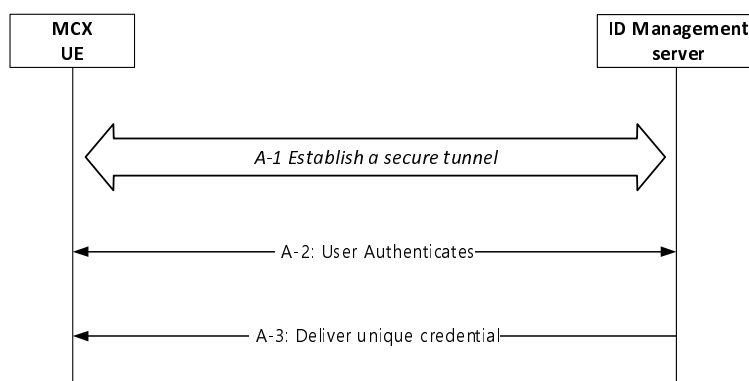 MCX
UE
ID Management
server
A-1 Establish a secure tunnel
A-2: User Authenticates
A-3: Deliver unique credential